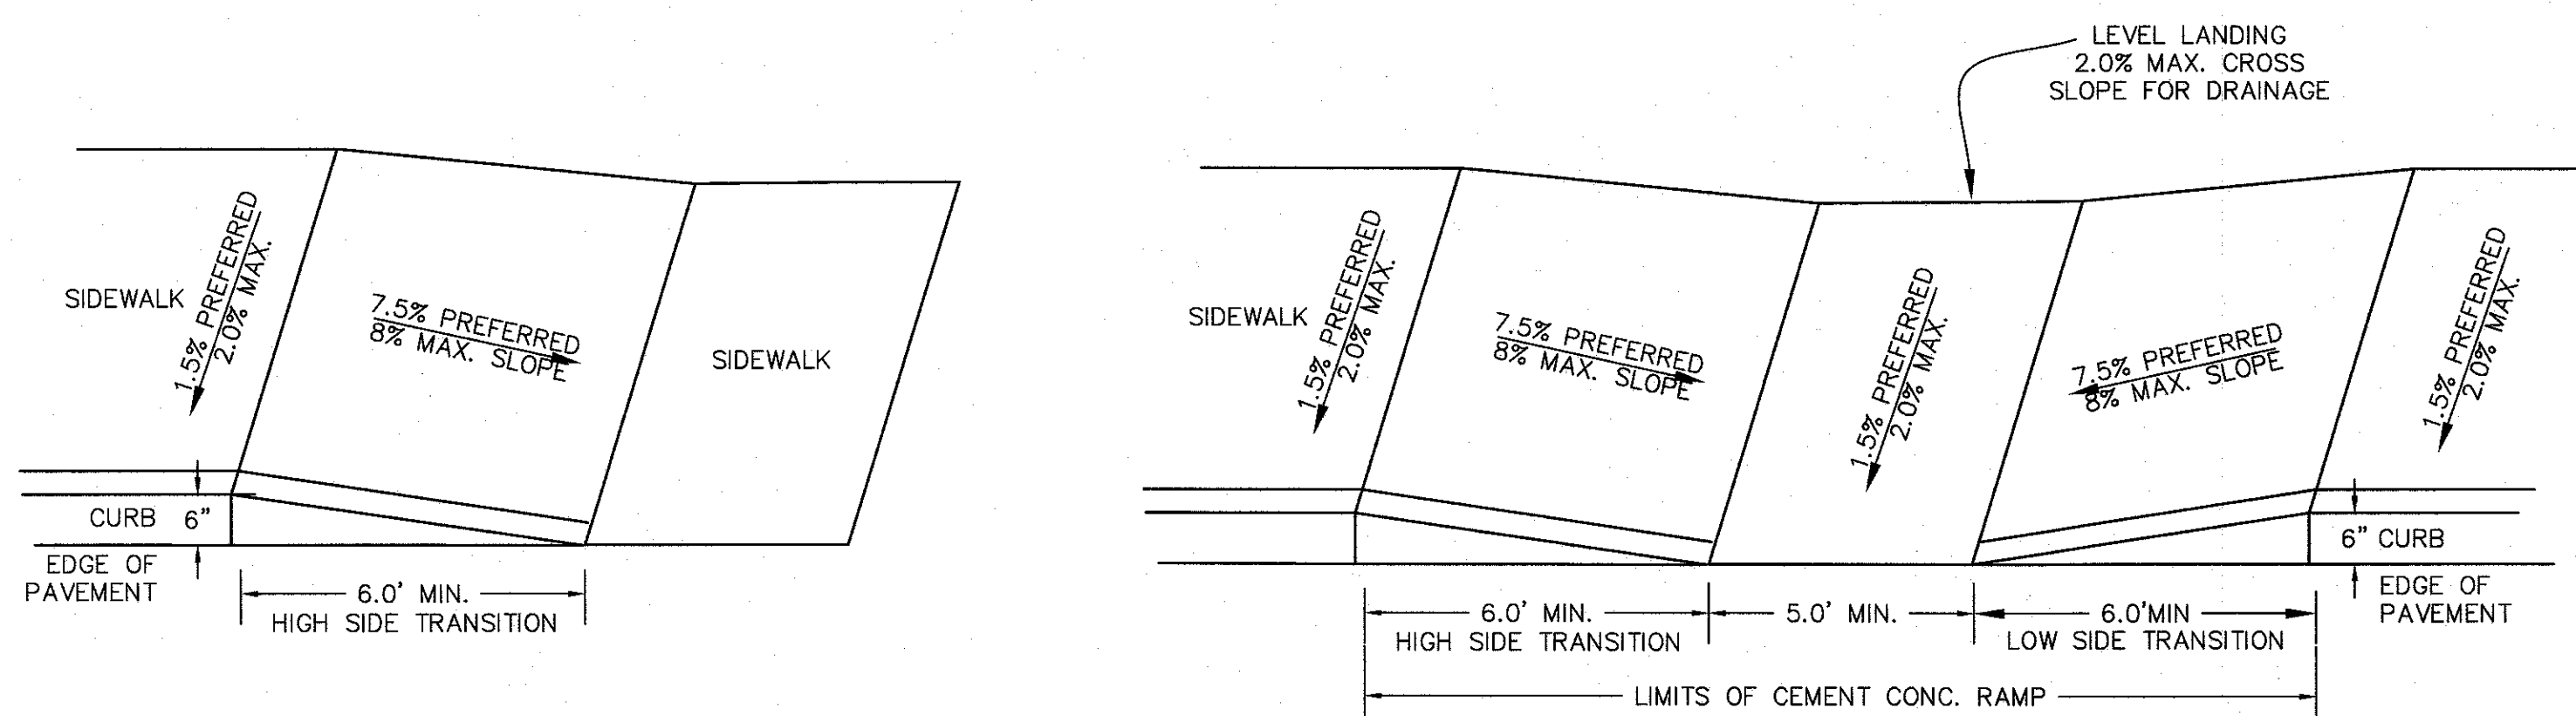 LEVEL LANDING
2.0% MAX. CROSS
SLOPE FOR DRAINAGE
SIDEWALK
1.5% PREFERRED
2.0% MAX.
7.5% PREFERRED
8% MAX. SLOPE
SIDEWALK
CURB 6"
EDGE OF
PAVEMENT
6.0' MIN.
HIGH SIDE TRANSITION
SIDEWALK
1.5% PREFERRED
2.0% MAX.
7.5% PREFERRED
8% MAX. SLOPE
1.5% PREFERRED
2.0% MAX.
7.5% PREFERRED
8% MAX. SLOPE
1.5% PREFERRED
2.0% MAX.
6" CURB
EDGE OF
PAVEMENT
6.0' MIN.
HIGH SIDE TRANSITION
5.0' MIN.
6.0'MIN
LOW SIDE TRANSITION
LIMITS OF CEMENT CONC. RAMP